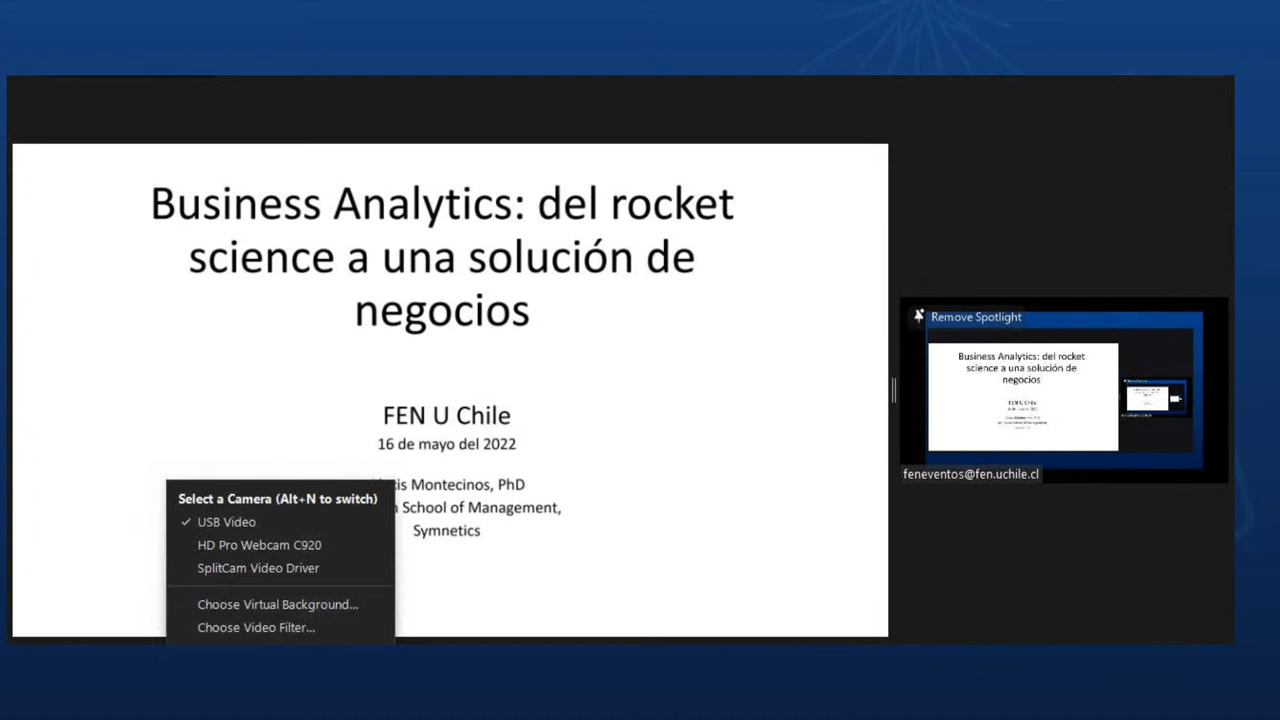 Business Analytics: del rocket
science a una solución de
negocios
FEN U Chile
16 de mayo del 2022
Montecinos, PhD
School of Management,
Symnetics
Select a Camera (Alt+N to switch)
USB Video
HD Pro Webcam C920
SplitCam Video Driver
Choose Virtual Background...
Choose Video Filter...
Remove Spotlight
Business Analytics: del rocket
science a una solución de
negocios
FEN U Chile
feneventos@fen.uchile.cl